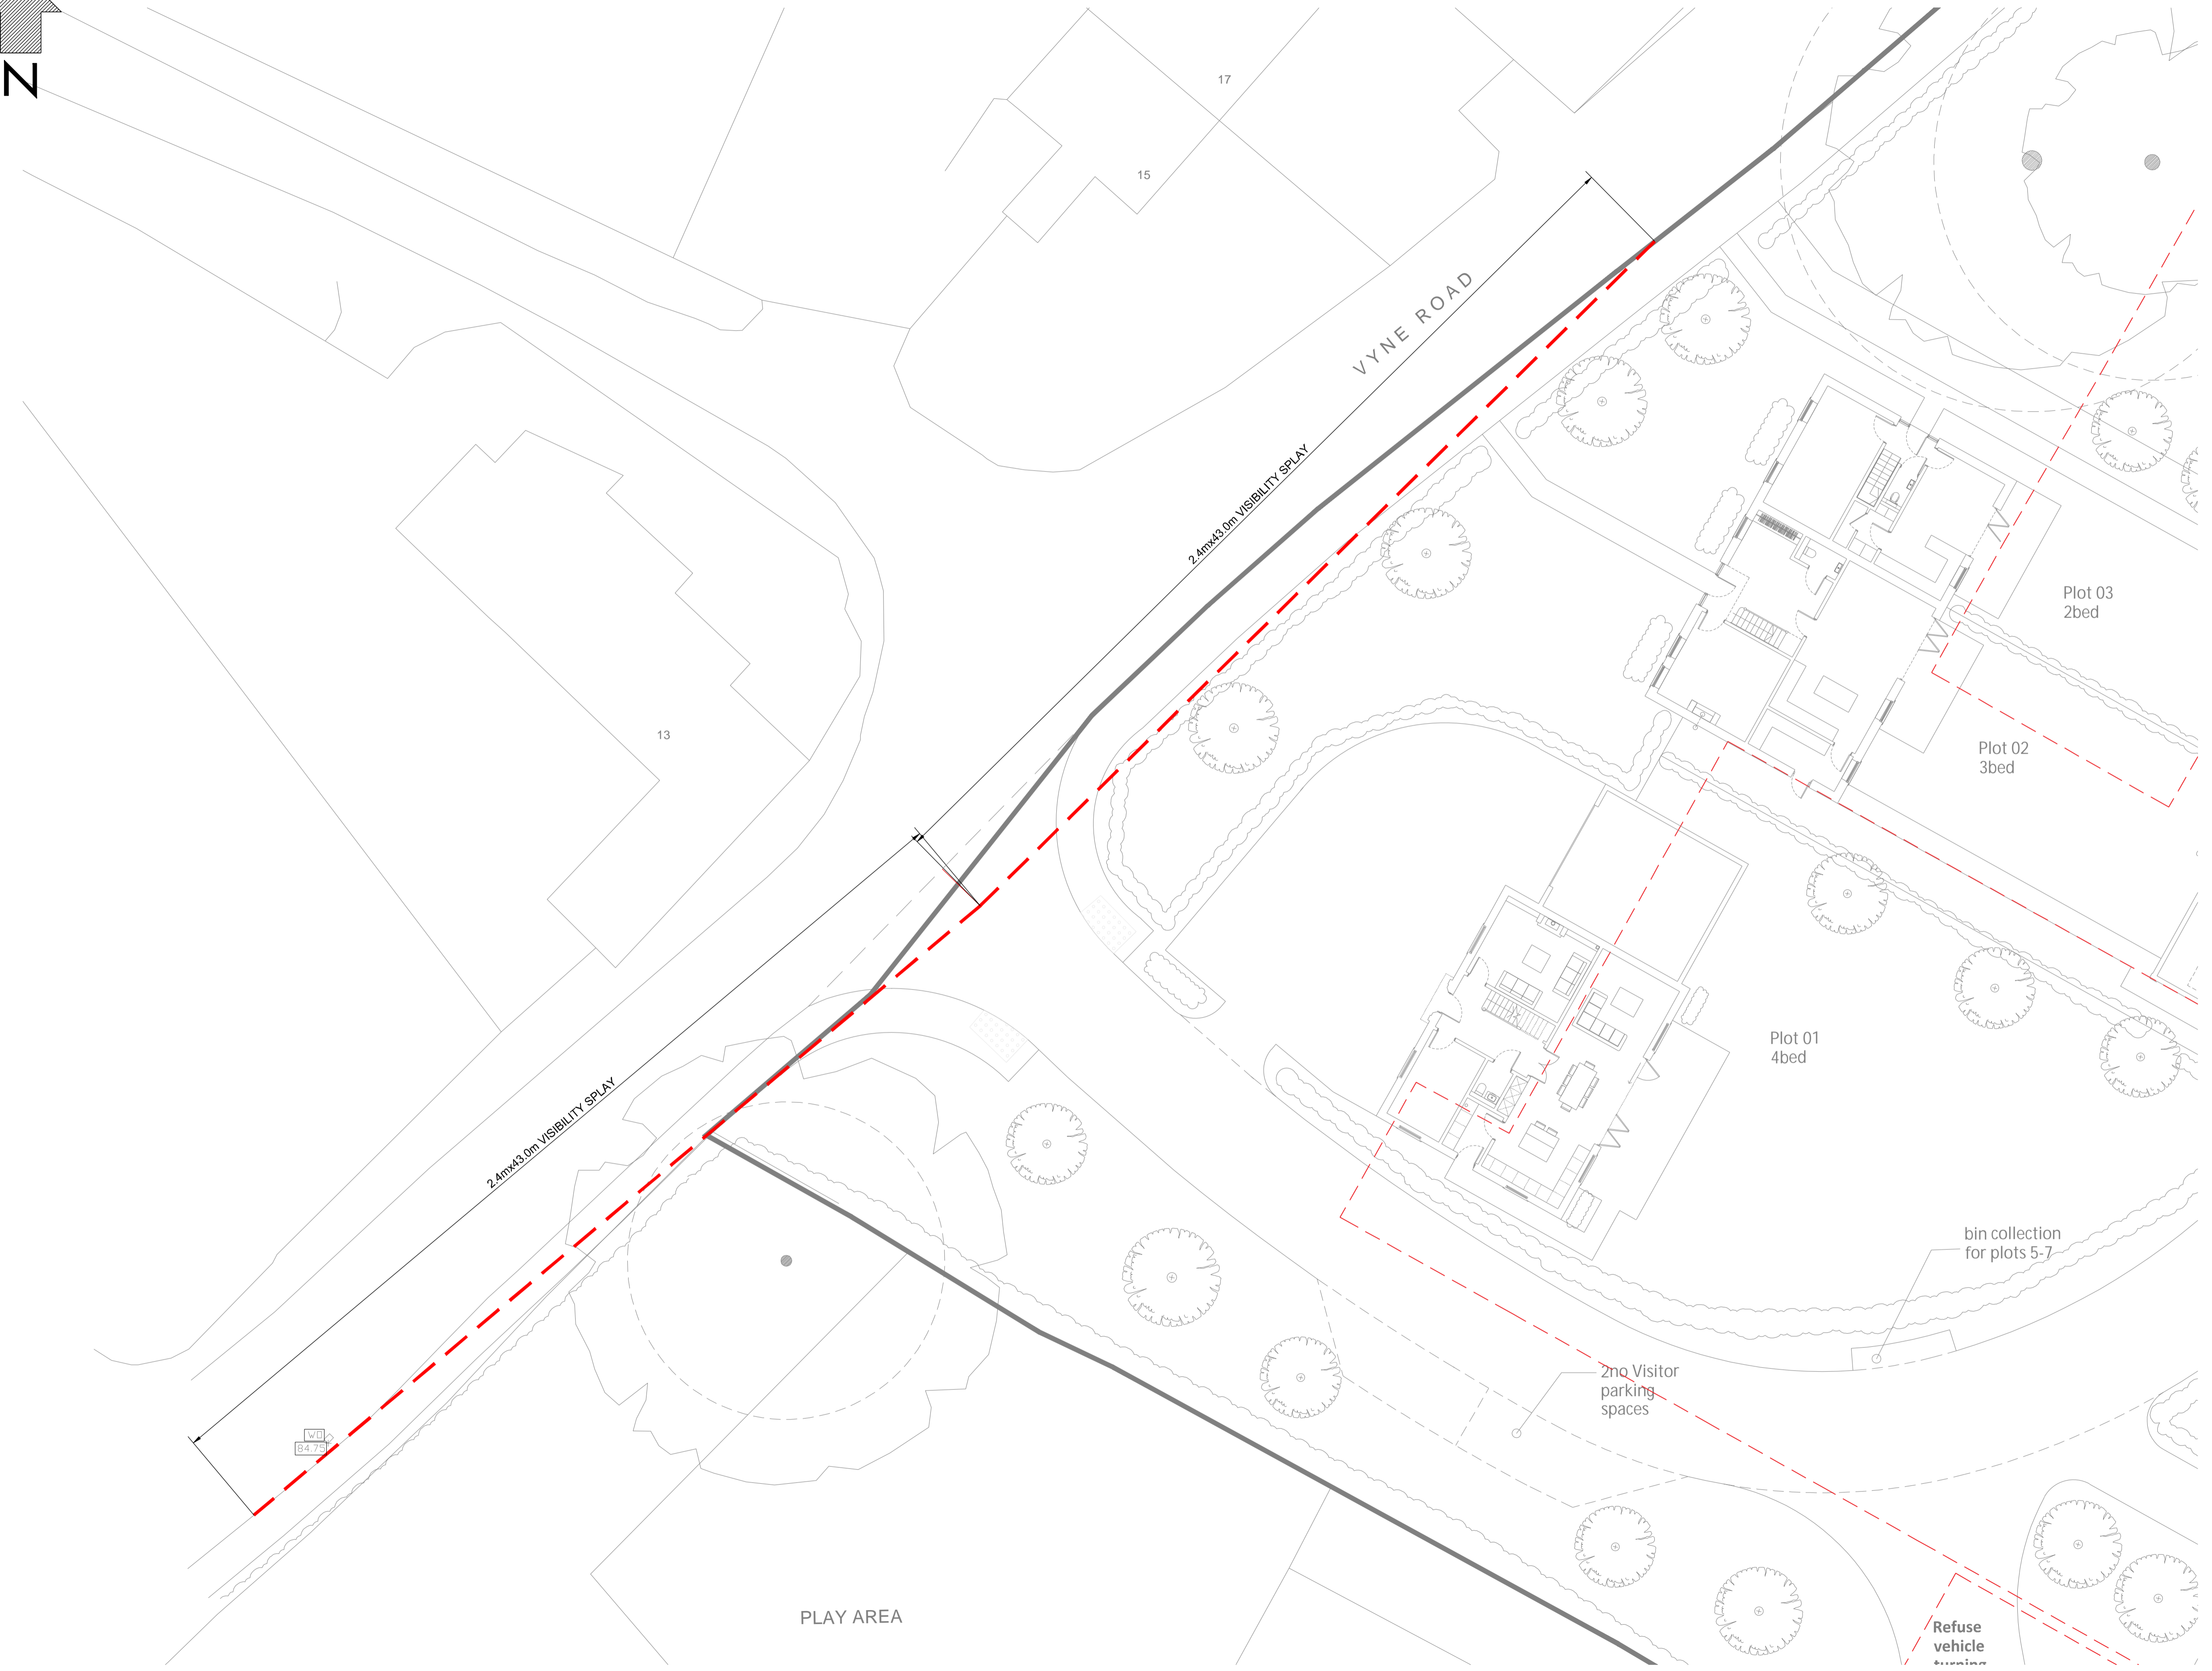 N
17
15
VYNE ROAD
2.4mx43.0m VISIBILITY SPLAY
Plot 03
2bed
13
Plot 02
3bed
Plot 01
4bed
2.4mx43.0m VISIBILITY SPLAY
bin collection
for plots 5-7
2no Visitor
parking
spaces
WO
84.75
PLAY AREA
Refuse
vehicle
turning